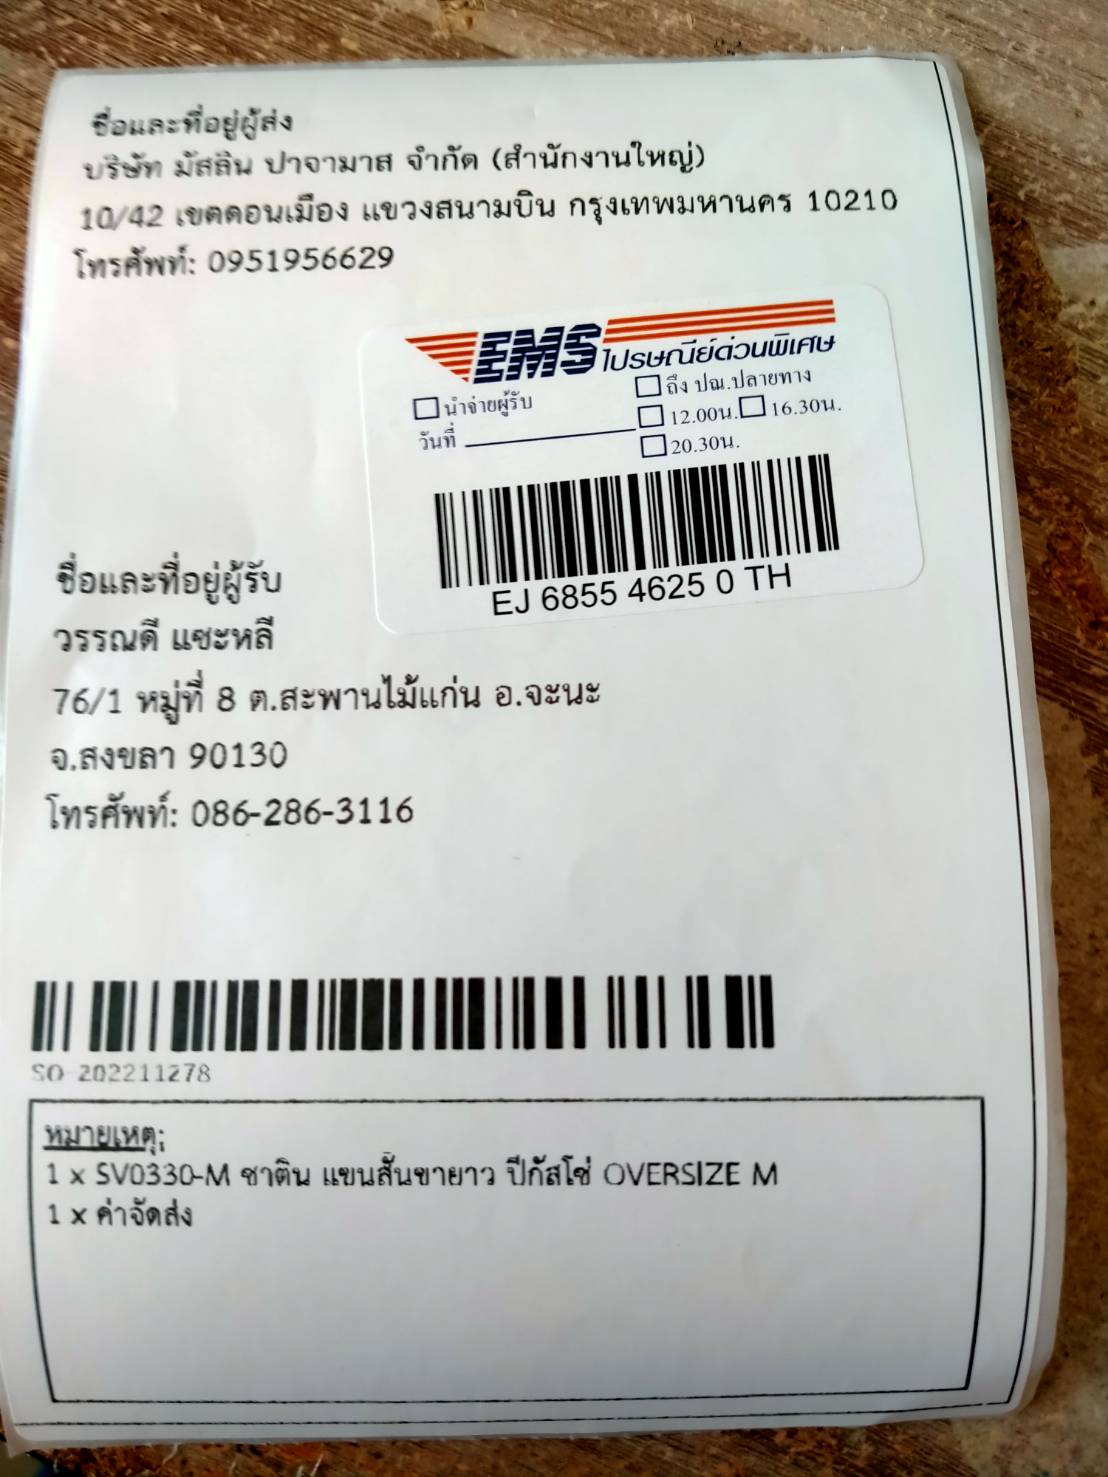 ชื่อและที่อยู่ผู้ส่ง
บริษัท มัสลิน ปาจามาส จำกัด (สำนักงานใหญ่)
10/42 เขตดอนเมือง แขวงสนามบิน กรุงเทพมหานคร 10210
โทรศัพท์: 0951956629
EMS ไปรษณีย์ด่วนพิเศษ
นำจ่ายผู้รับ
ถึง ปณ.ปลายทาง
วันที่
12.00น. 16.30น.
20.30น.
EJ 6855 4625 0 TH
ชื่อและที่อยู่ผู้รับ
วรรณดี แซะหลี
76/1 หมู่ที่ 8 ต.สะพานไม้แก่น อ.จะนะ
จ.สงขลา 90130
โทรศัพท์: 086-286-3116
SO-202211278
หมายเหตุ:
1 x SV0330-M ซาติน แขนสั้นขายาว ปีกัสโซ่ OVERSIZE M
1 x ค่าจัดส่ง